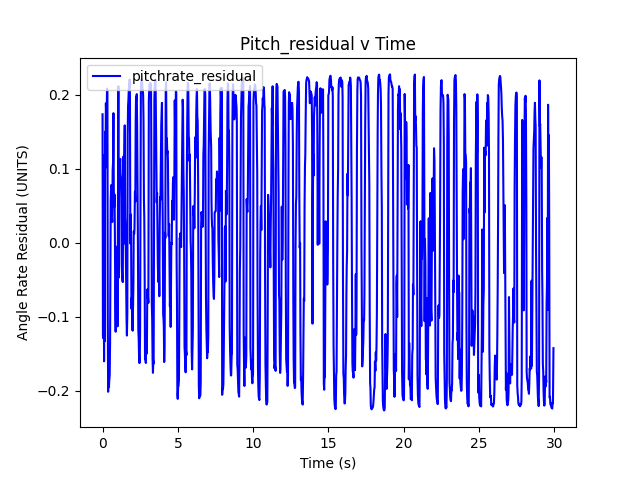 Pitch_residual v Time
pitchrate_residual
Angle Rate Residual (UNITS)
0.2
0.1
0.0
−0.1
−0.2
0 5 10 15 20 25 30
Time (s)